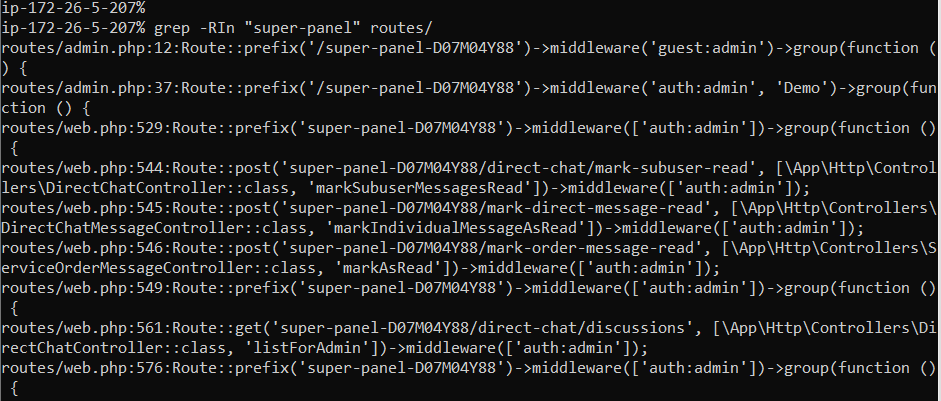 ip-172-26-5-207%
ip-172-26-5-207% grep -RIn "super-panel" routes/
routes/admin.php:12:Route::prefix('/super-panel-D07M04Y88')->middleware('guest:admin')->group(function (
) {
routes/admin.php:37:Route::prefix('/super-panel-D07M04Y88')->middleware('auth:admin', 'Demo')->group(fun
ction () {
routes/web.php:529:Route::prefix('super-panel-D07M04Y88')->middleware(['auth:admin'])->group(function ()
 {
routes/web.php:544:Route::post('super-panel-D07M04Y88/direct-chat/mark-subuser-read', [\App\Http\Control
lers\DirectChatController::class, 'markSubuserMessagesRead'])->middleware(['auth:admin']);
routes/web.php:545:Route::post('super-panel-D07M04Y88/mark-direct-message-read', [\App\Http\Controllers\
DirectChatMessageController::class, 'markIndividualMessageAsRead'])->middleware(['auth:admin']);
routes/web.php:546:Route::post('super-panel-D07M04Y88/mark-order-message-read', [\App\Http\Controllers\S
erviceOrderMessageController::class, 'markAsRead'])->middleware(['auth:admin']);
routes/web.php:549:Route::prefix('super-panel-D07M04Y88')->middleware(['auth:admin'])->group(function ()
 {
routes/web.php:561:Route::get('super-panel-D07M04Y88/direct-chat/discussions', [\App\Http\Controllers\Di
rectChatController::class, 'listForAdmin'])->middleware(['auth:admin']);
routes/web.php:576:Route::prefix('super-panel-D07M04Y88')->middleware(['auth:admin'])->group(function ()
 {